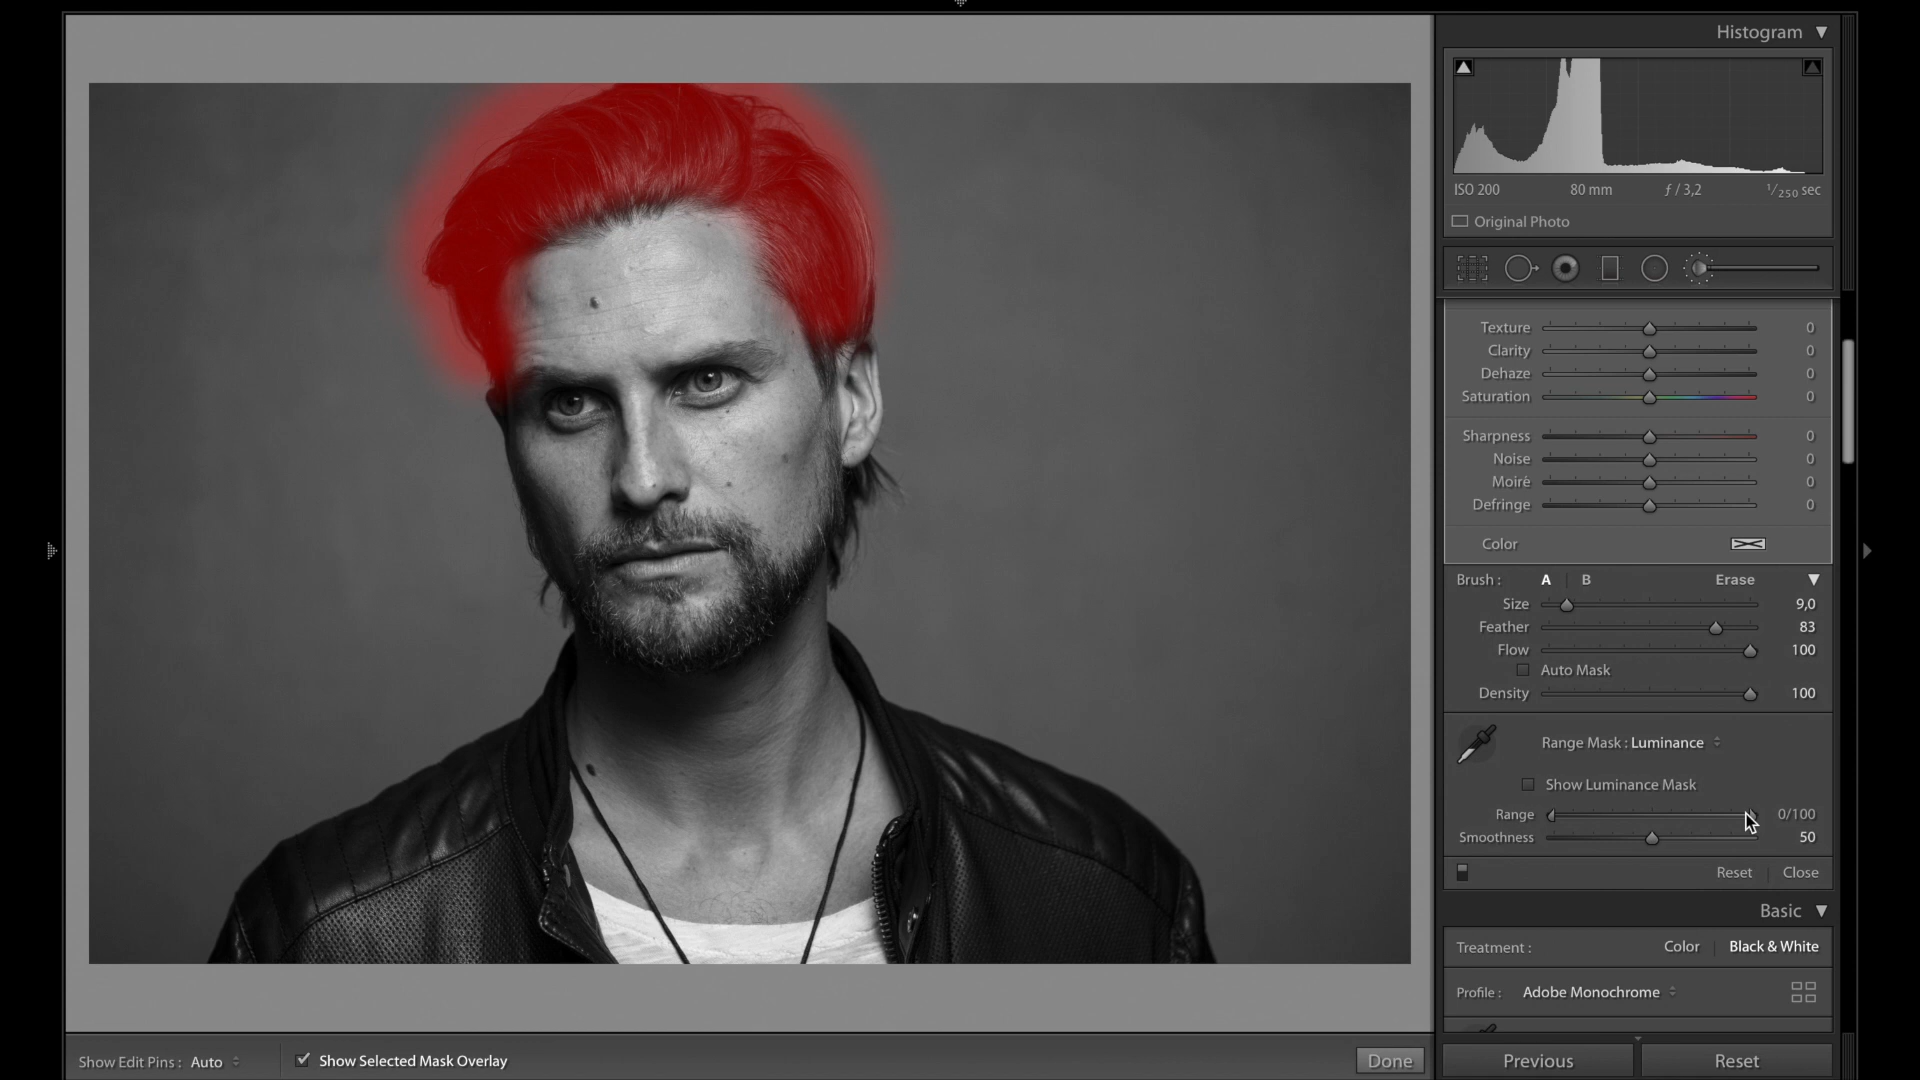 Histogram
ISO 200 80 mm ƒ / 3,2 1/250 sec
Original Photo
Texture 0
Clarity 0
Dehaze 0
Saturation 0
Sharpness 0
Noise 0
Moiré 0
Defringe 0
Color
Brush : A B Erase
Size 9,0
Feather 83
Flow 100
Auto Mask
Density 100
Range Mask : Luminance
Show Luminance Mask
Range 0/100
Smoothness 50
Reset Close
Basic
Treatment : Color Black & White
Profile : Adobe Monochrome
Show Edit Pins : Auto Show Selected Mask Overlay Done Previous Reset